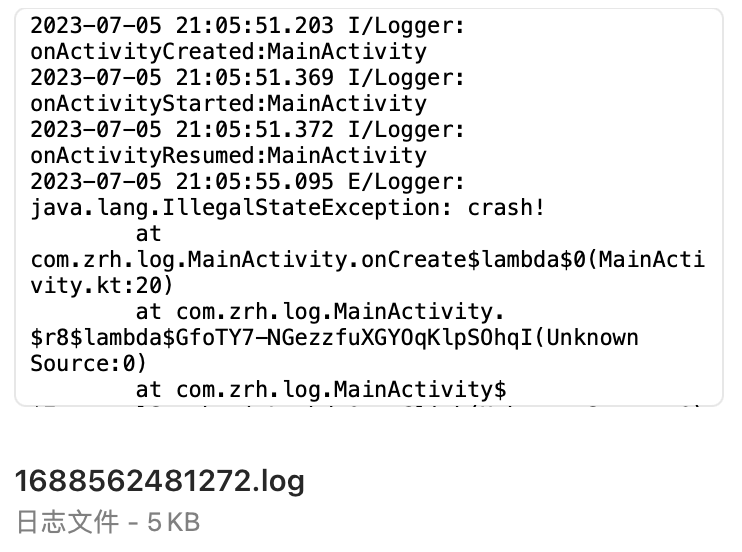 2023-07-05 21:05:51.203 I/Logger:
onActivityCreated:MainActivity
2023-07-05 21:05:51.369 I/Logger:
onActivityStarted:MainActivity
2023-07-05 21:05:51.372 I/Logger:
onActivityResumed:MainActivity
2023-07-05 21:05:55.095 E/Logger:
java.lang.IllegalStateException: crash!
at
com.zrh.log.MainActivity.onCreate$lambda$0(MainActi
vity.kt:20)
at com.zrh.log.MainActivity.
$r8$lambda$GfoTY7-NGezzfuXGYOqKlpSOhqI(Unknown
Source:0)
at com.zrh.log.MainActivity$
1688562481272.log
日志文件 - 5 KB